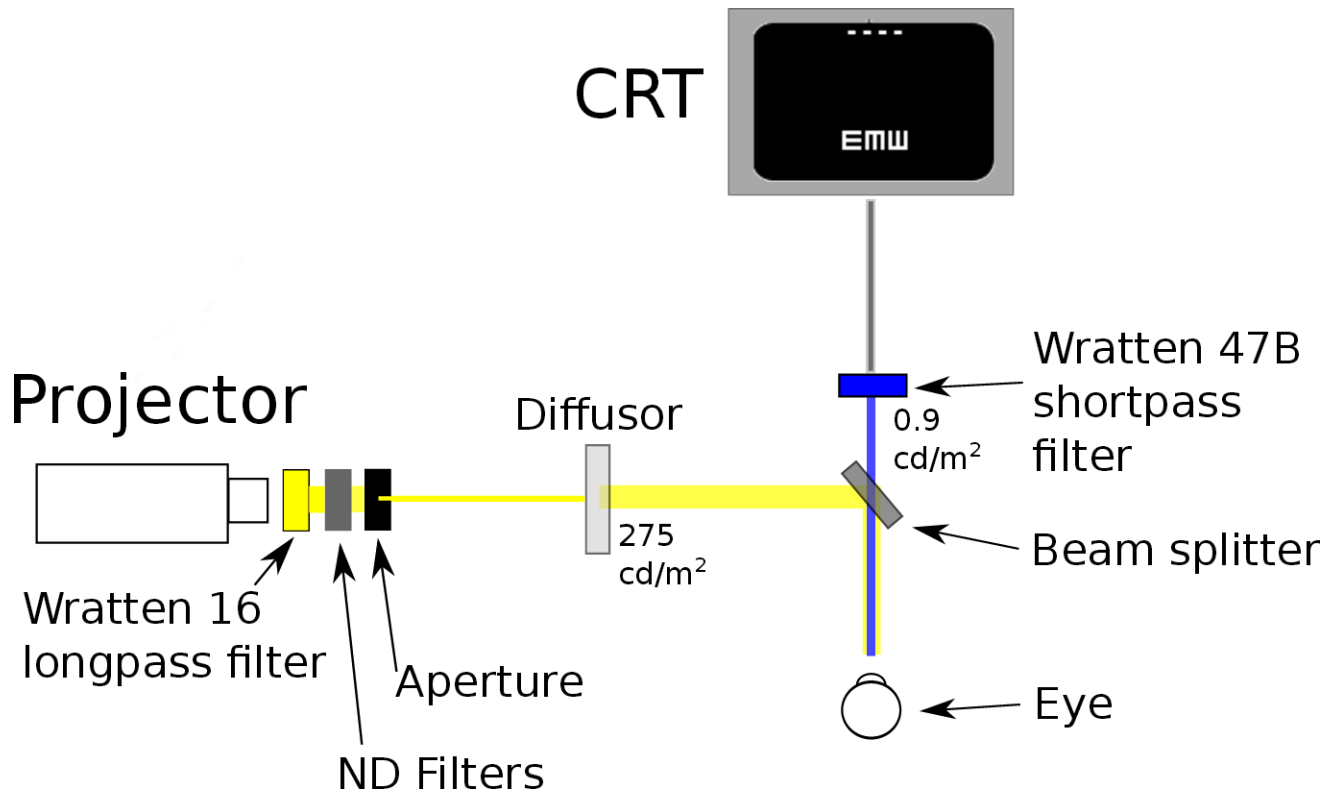 CRT
EMW
Wratten 47B
shortpass
filter
0.9
cd/m²
Projector
Diffusor
275
cd/m²
Beam splitter
Wratten 16
longpass filter
Aperture
Eye
ND Filters